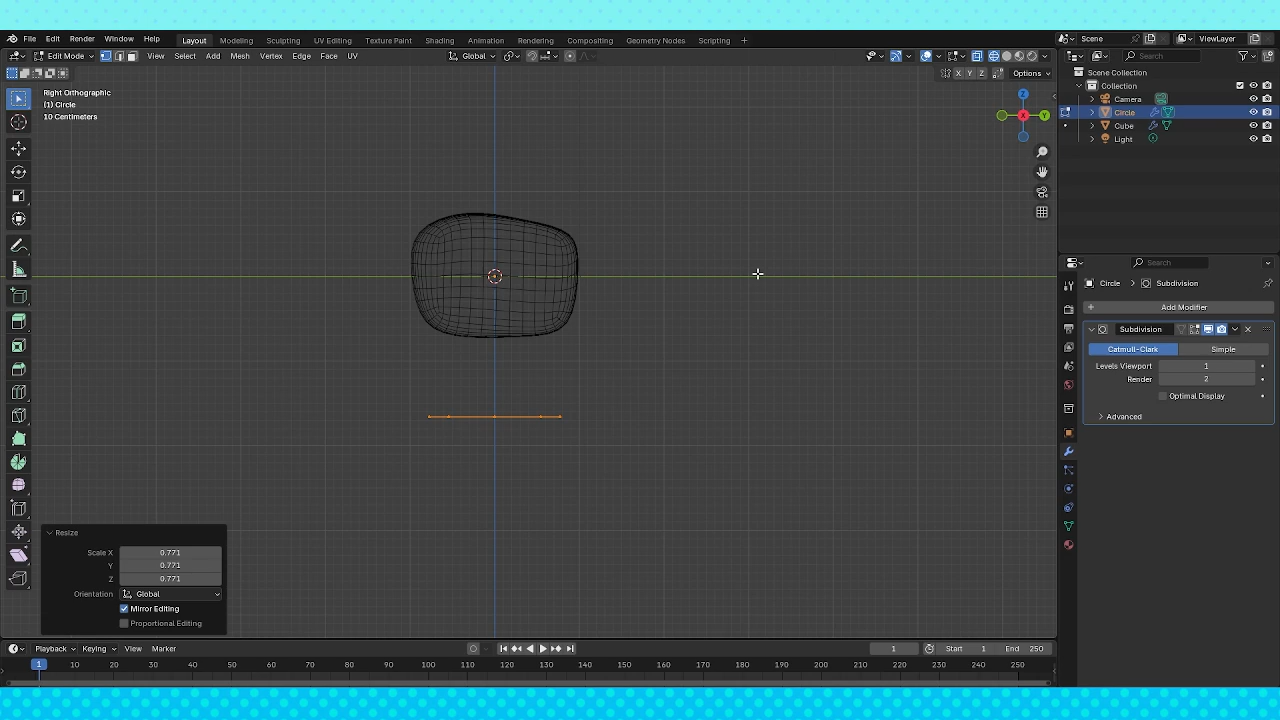 File Edit Render Window Help Layout Modeling Sculpting UV Editing Texture Paint Shading Animation Rendering Compositing Geometry Nodes Scripting + Scene ViewLayer
Edit Mode View Select Add Mesh Vertex Edge Face UV Global Search
X Y Z Options
Scene Collection
Collection
Camera
Circle
Cube
Light
Right Orthographic
(1) Circle
10 Centimeters
Z
X
Y
Search
Circle > Subdivision
+ Add Modifier
Subdivision
Catmull-Clark Simple
Levels Viewport 1
Render 2
Optimal Display
Advanced
Resize
Scale X 0.771
Y 0.771
Z 0.771
Orientation Global
Mirror Editing
Proportional Editing
Playback Keying View Marker 1 Start 1 End 250
1 10 20 30 40 50 60 70 80 90 100 110 120 130 140 150 160 170 180 190 200 210 220 230 240 250